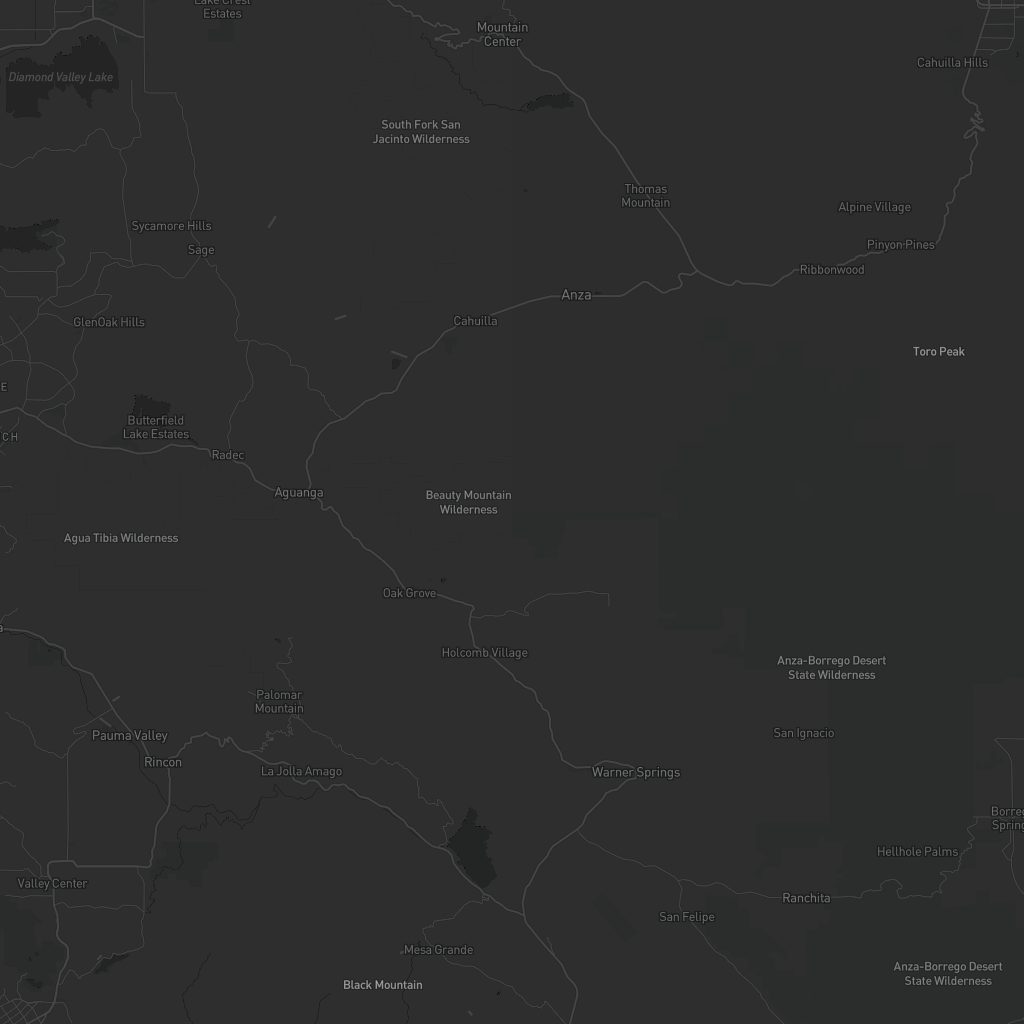 Lake Crest
Estates
Mountain
Center
Cahuilla Hills
Diamond Valley Lake
South Fork San
Jacinto Wilderness
Thomas
Mountain
Alpine Village
Sycamore Hills
Sage
Pinyon Pines
Ribbonwood
Anza
GlenOak Hills
Cahuilla
Toro Peak
E
CH
Butterfield
Lake Estates
Radec
Aguanga
Beauty Mountain
Wilderness
Agua Tibia Wilderness
Oak Grove
a
Holcomb Village
Anza-Borrego Desert
State Wilderness
Palomar
Mountain
Pauma Valley
San Ignacio
Rincon
La Jolla Amago
Warner Springs
Borreg
Spring
Hellhole Palms
Valley Center
Ranchita
San Felipe
Mesa Grande
Anza-Borrego Desert
State Wilderness
Black Mountain